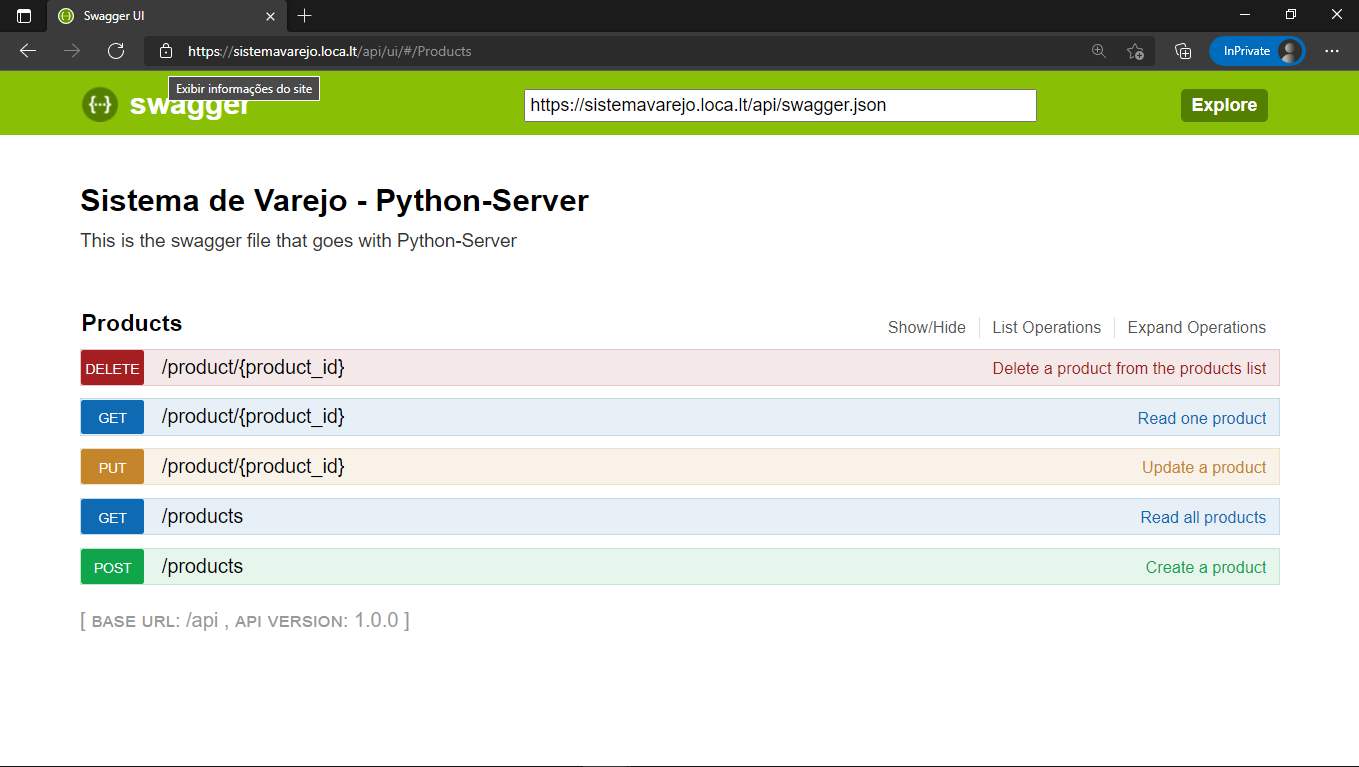 Swagger UI
https://sistemavarejo.loca.lt/api/ui/#/Products
InPrivate
Exibir informações do site
swagger
https://sistemavarejo.loca.lt/api/swagger.json
Explore
Sistema de Varejo - Python-Server
This is the swagger file that goes with Python-Server
Products
Show/Hide
List Operations
Expand Operations
DELETE /product/{product_id} Delete a product from the products list
GET /product/{product_id} Read one product
PUT /product/{product_id} Update a product
GET /products Read all products
POST /products Create a product
[ BASE URL: /api , API VERSION: 1.0.0 ]